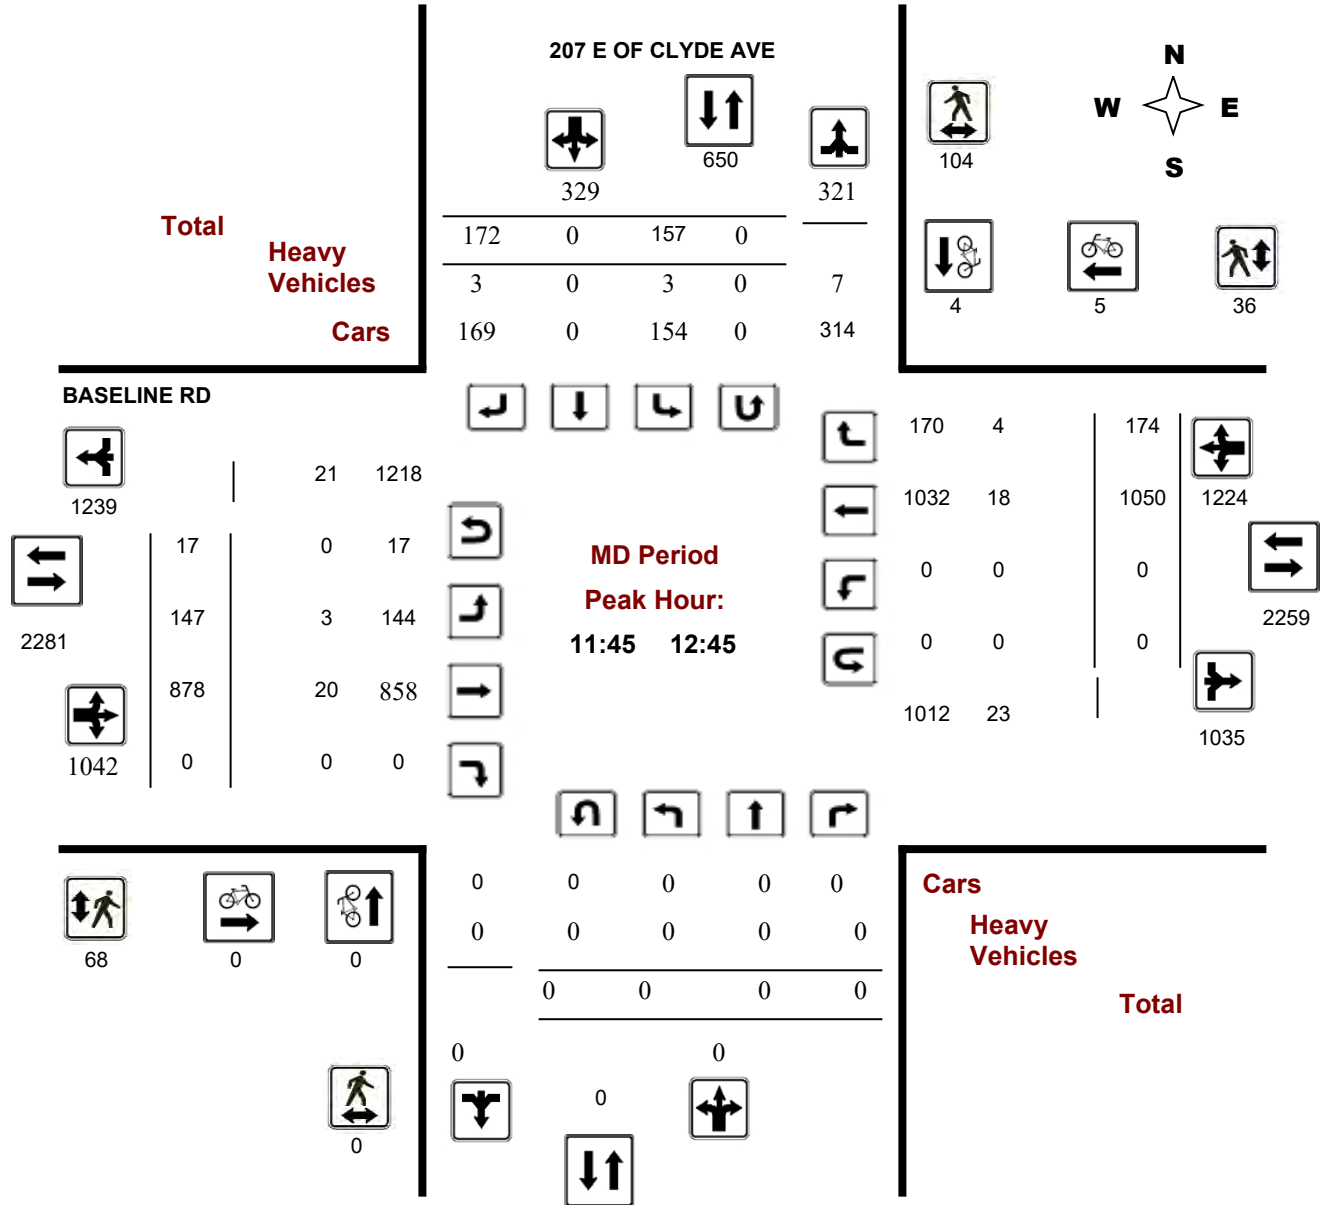 207 E OF CLYDE AVE
N
W E
S
650
104
329 321
Total
172 0 157 0
Heavy
Vehicles
3 0 3 0 7
4 5 36
Cars
169 0 154 0 314
BASELINE RD
170 4 174
21 1218
1239
1032 18 1050 1224
17 0 17
MD Period
0 0 0
Peak Hour:
147 3 144
2259
2281
11:45 12:45
0 0 0
878 20 858
1012 23
1035
1042 0 0 0
0 0 0 0 0
Cars
Heavy
Vehicles
0 0 0 0 0
68 0 0
0 0 0 0
Total
0 0
0
0